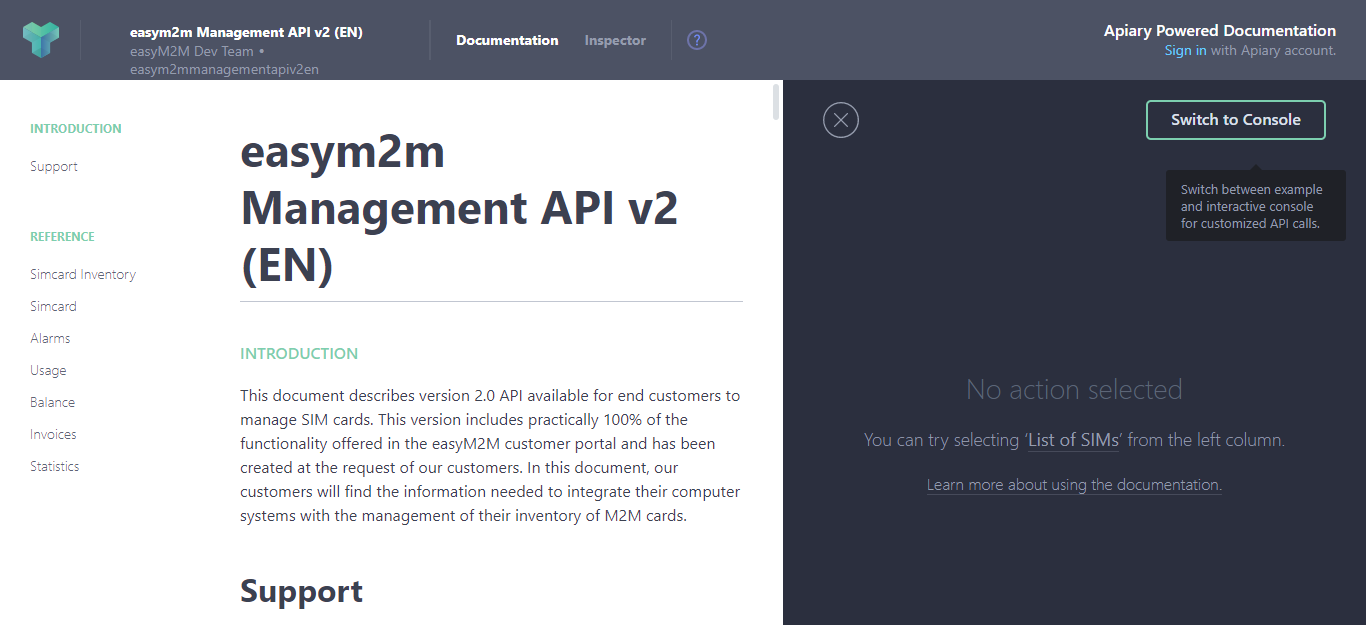 easym2m Management API v2 (EN)
easyM2M Dev Team •
easym2mmanagementapiv2en
Documentation
Inspector
?
Apiary Powered Documentation
Sign in with Apiary account.
INTRODUCTION
Support
REFERENCE
Simcard Inventory
Simcard
Alarms
Usage
Balance
Invoices
Statistics
easym2m
Management API v2
(EN)
INTRODUCTION
This document describes version 2.0 API available for end customers to
manage SIM cards. This version includes practically 100% of the
functionality offered in the easyM2M customer portal and has been
created at the request of our customers. In this document, our
customers will find the information needed to integrate their computer
systems with the management of their inventory of M2M cards.
Support
Switch to Console
Switch between example
and interactive console
for customized API calls.
No action selected
You can try selecting ‘List of SIMs’ from the left column.
Learn more about using the documentation.